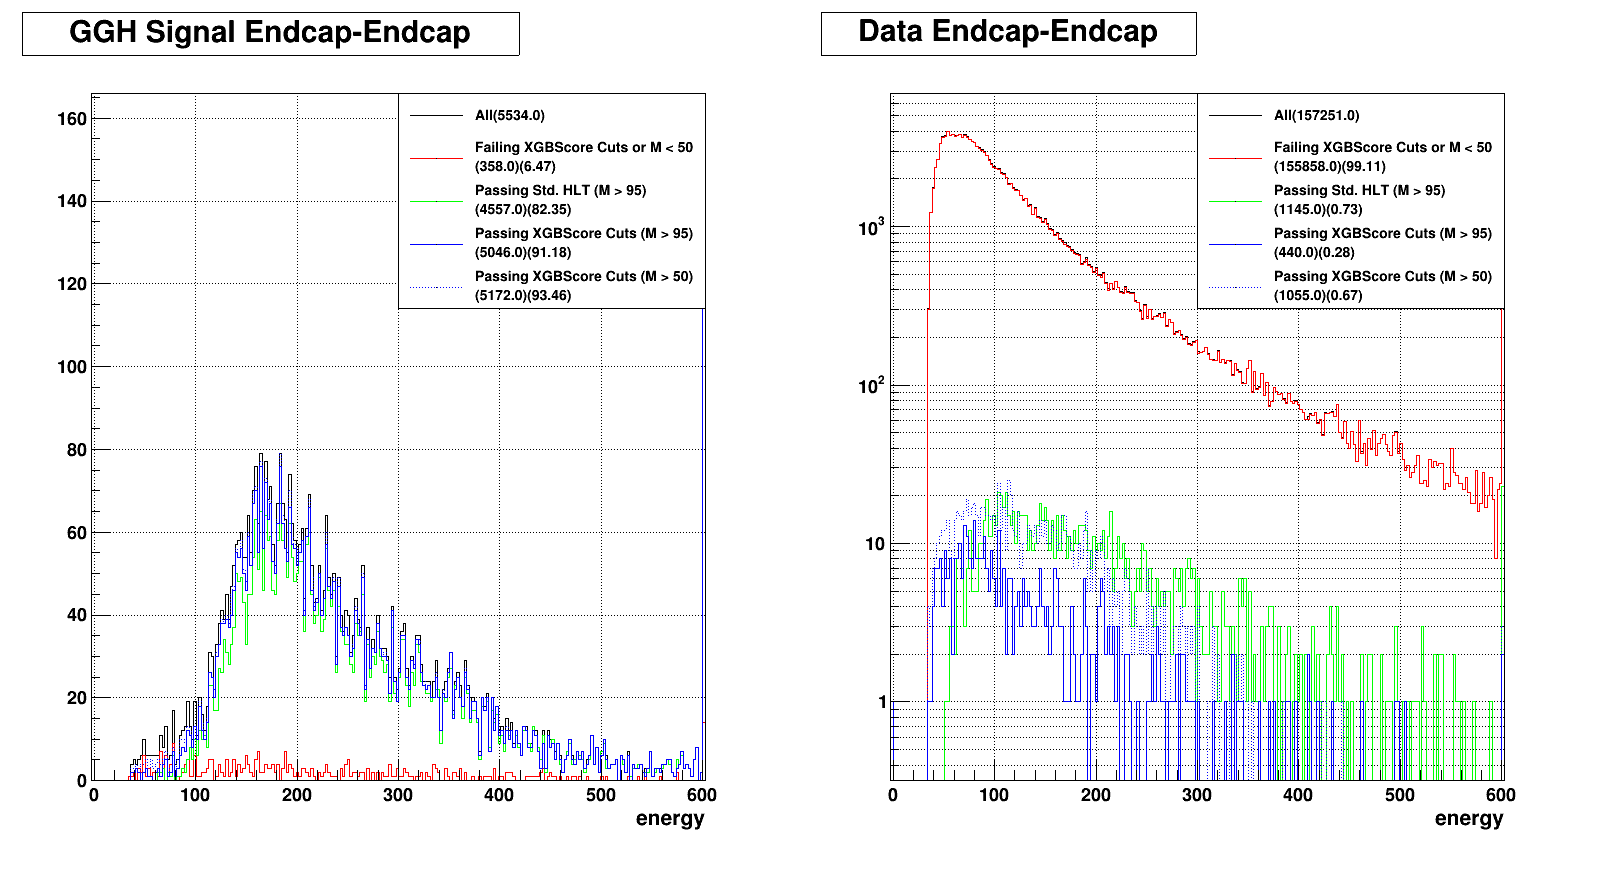 GGH Signal Endcap-Endcap
160
140
120
100
80
60
40
20
0
0 100 200 300 400 500 600
energy
All(5534.0)
Failing XGBScore Cuts or M < 50
(358.0)(6.47)
Passing Std. HLT (M > 95)
(4557.0)(82.35)
Passing XGBScore Cuts (M > 95)
(5046.0)(91.18)
Passing XGBScore Cuts (M > 50)
(5172.0)(93.46)
Data Endcap-Endcap
10³
10²
10
1
0 100 200 300 400 500 600
energy
All(157251.0)
Failing XGBScore Cuts or M < 50
(155858.0)(99.11)
Passing Std. HLT (M > 95)
(1145.0)(0.73)
Passing XGBScore Cuts (M > 95)
(440.0)(0.28)
Passing XGBScore Cuts (M > 50)
(1055.0)(0.67)